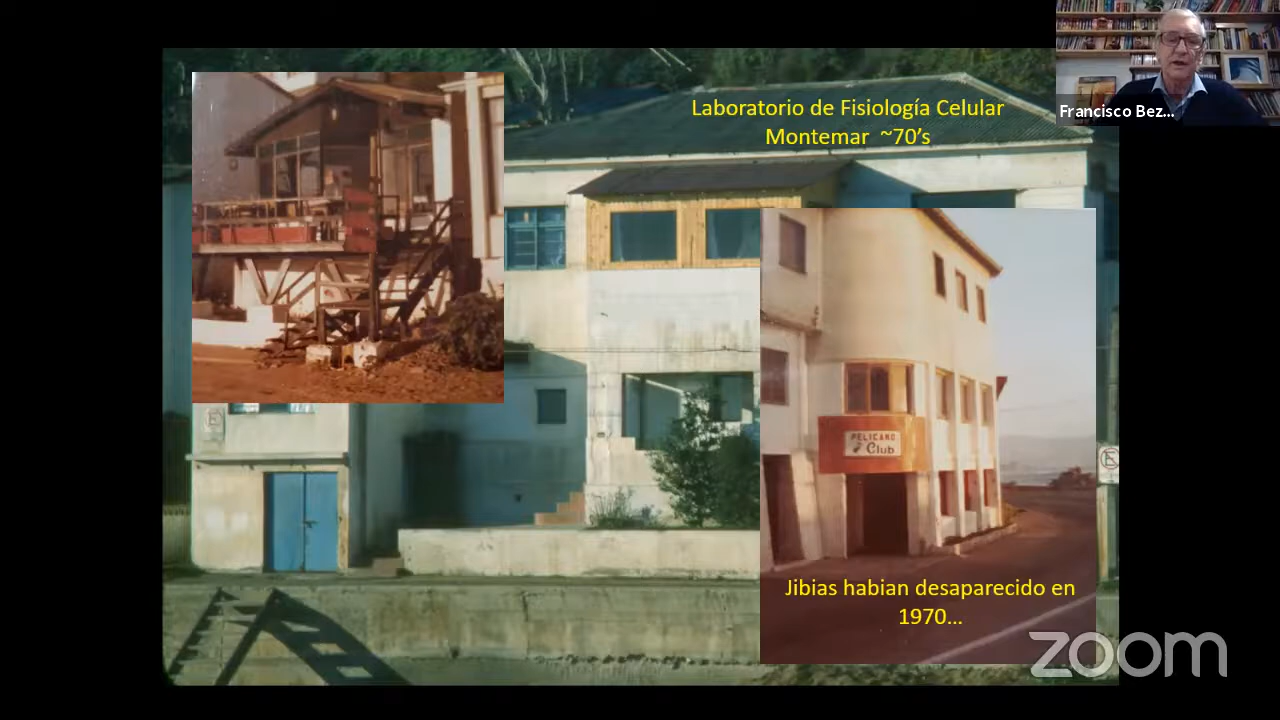 Laboratorio de Fisiología Celular
Montemar ~70's
Francisco Bez...
PELICANO
Club
E
Jibias habian desaparecido en
1970...
zoom